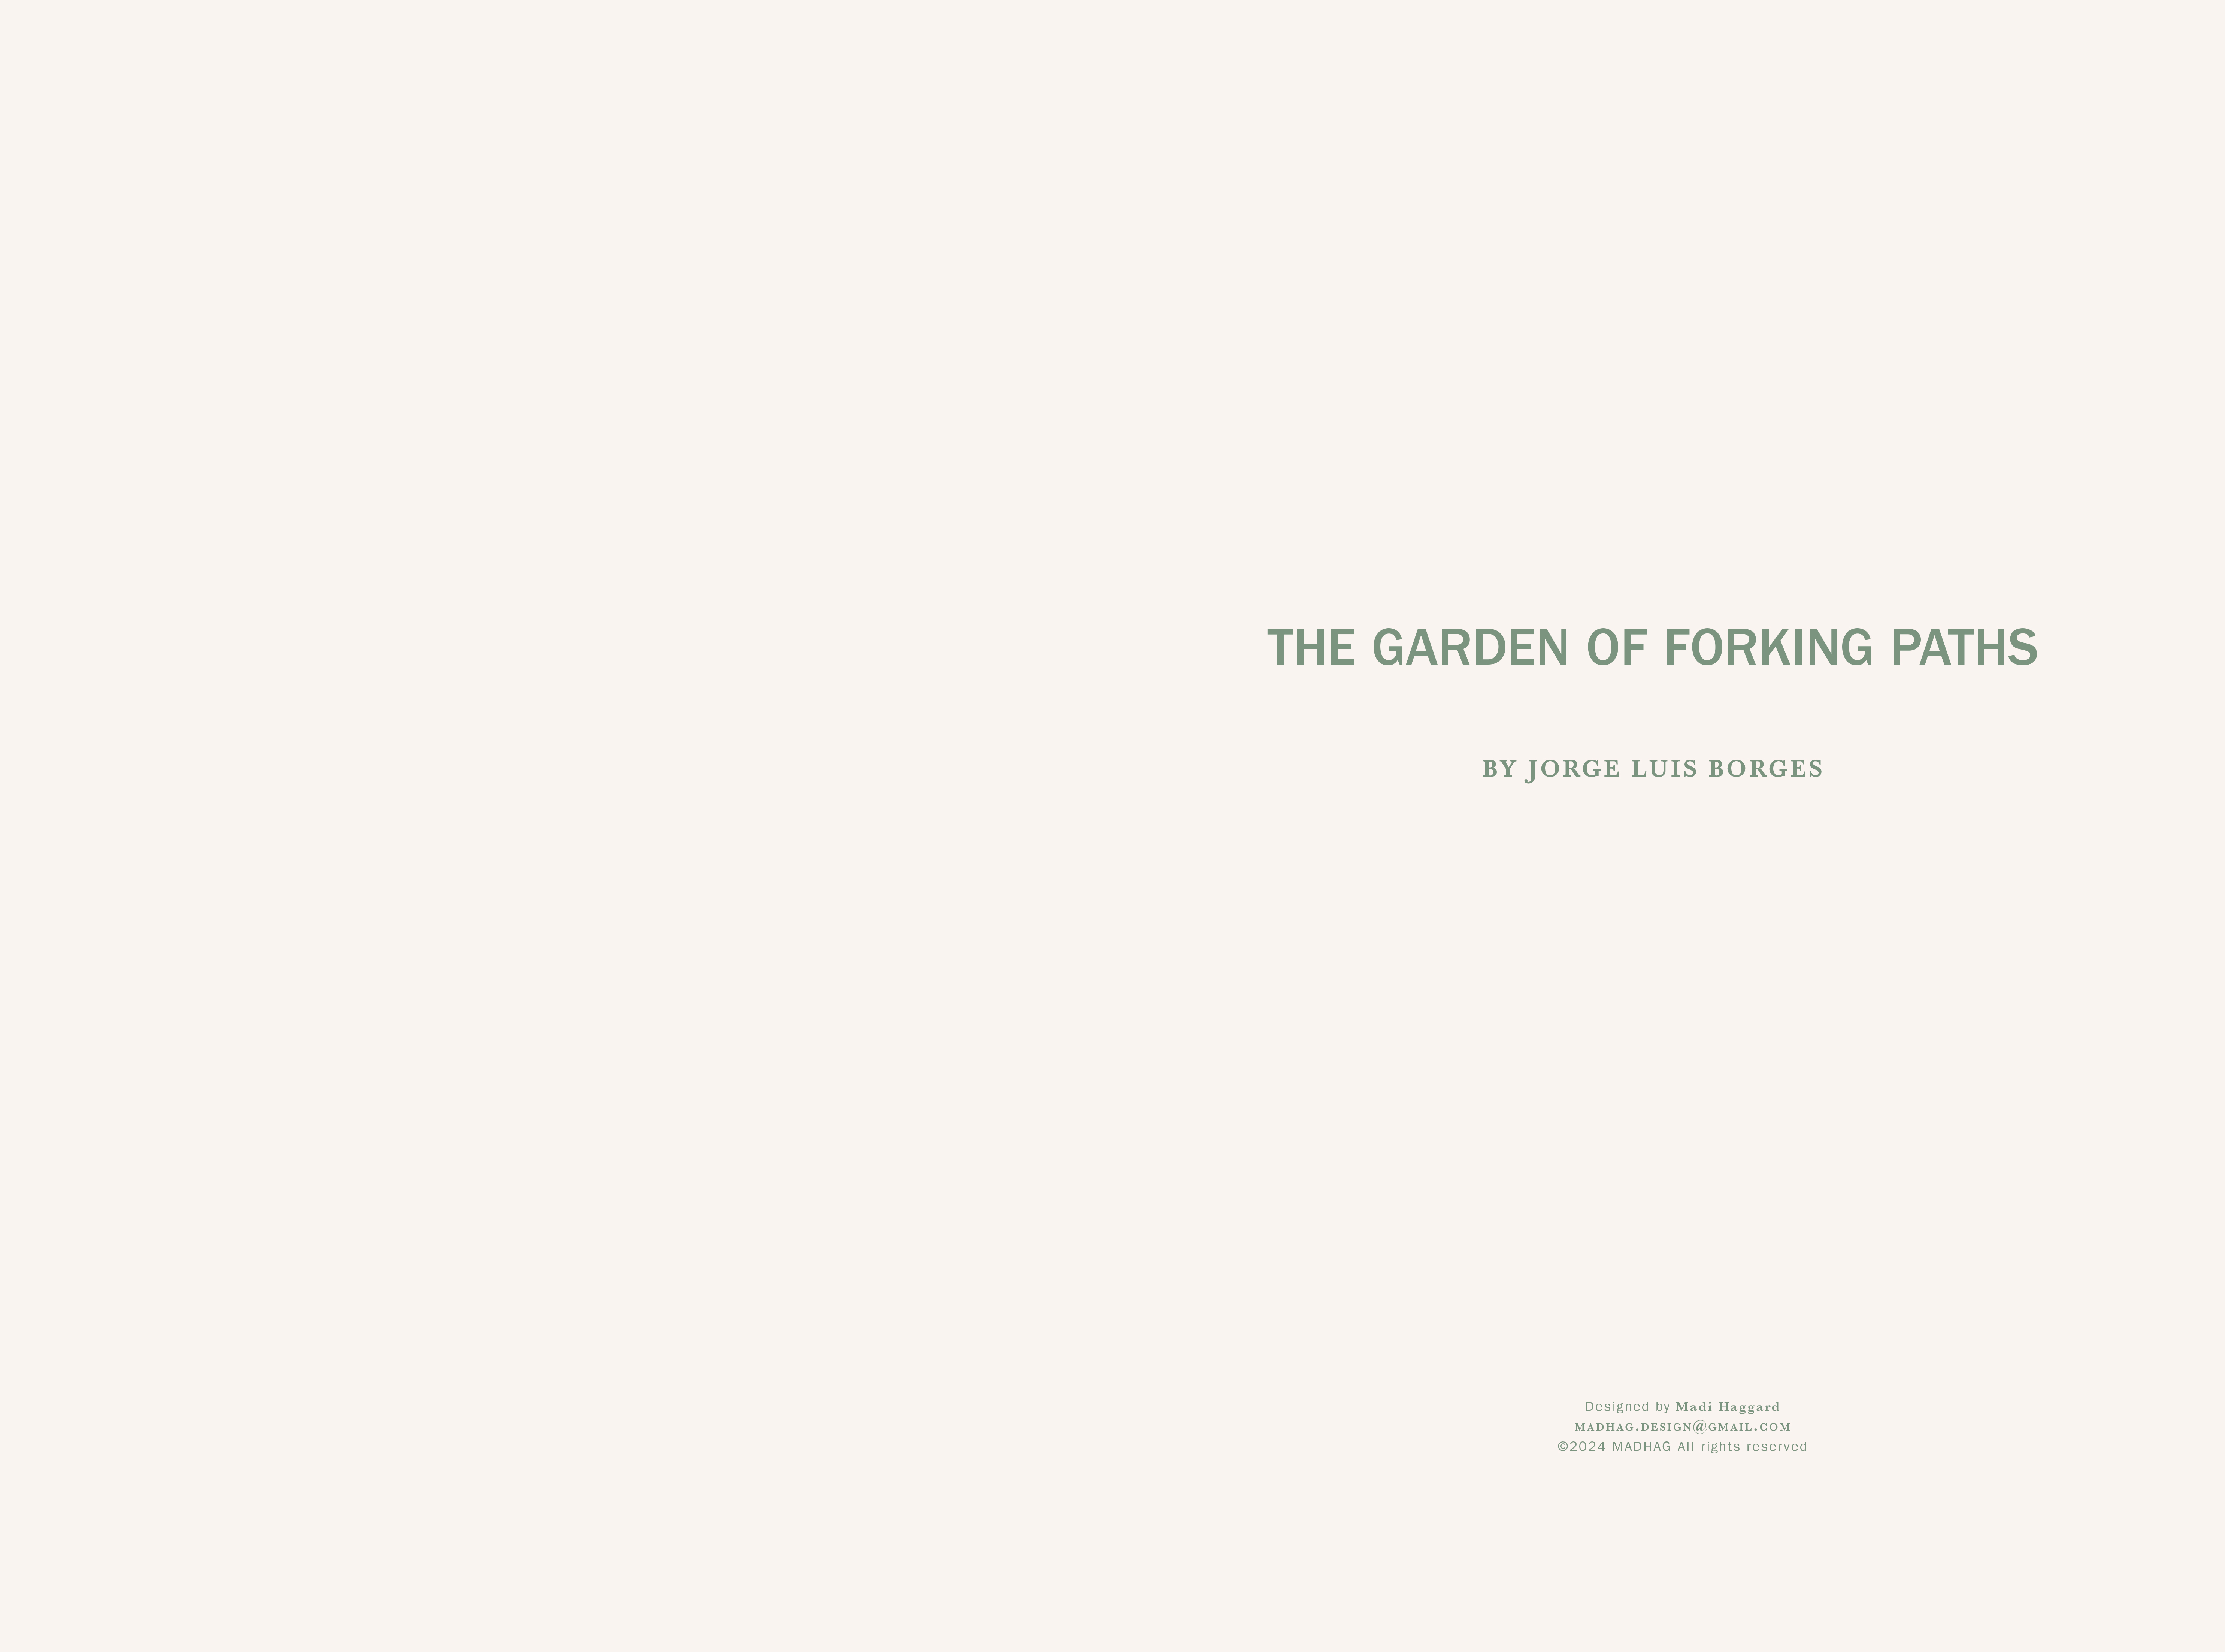 THE GARDEN OF FORKING PATHS
BY JORGE LUIS BORGES
Designed by Madi Haggard
MADHAG.DESIGN@GMAIL.COM
©2024 MADHAG All rights reserved